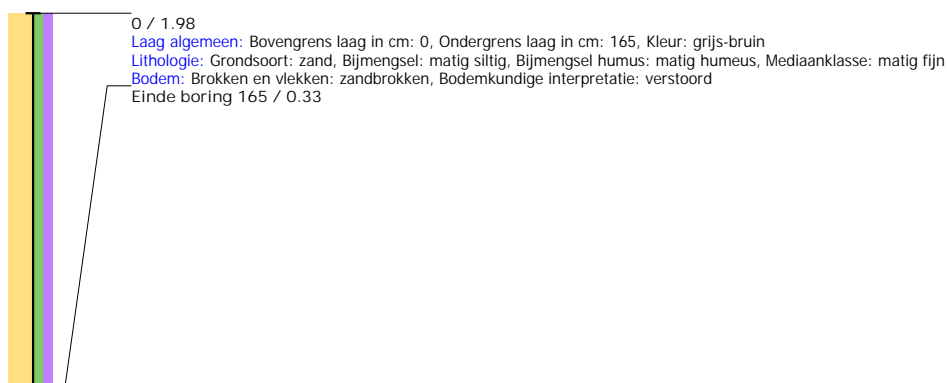 0 / 1.98
Laag algemeen: Bovengrens laag in cm: 0, Ondergrens laag in cm: 165, Kleur: grijs-bruin
Lithologie: Grondsoort: zand, Bijmengsel: matig siltig, Bijmengsel humus: matig humeus, Mediaanklasse: matig fijn
Bodem: Brokken en vlekken: zandbrokken, Bodemkundige interpretatie: verstoord
Einde boring 165 / 0.33